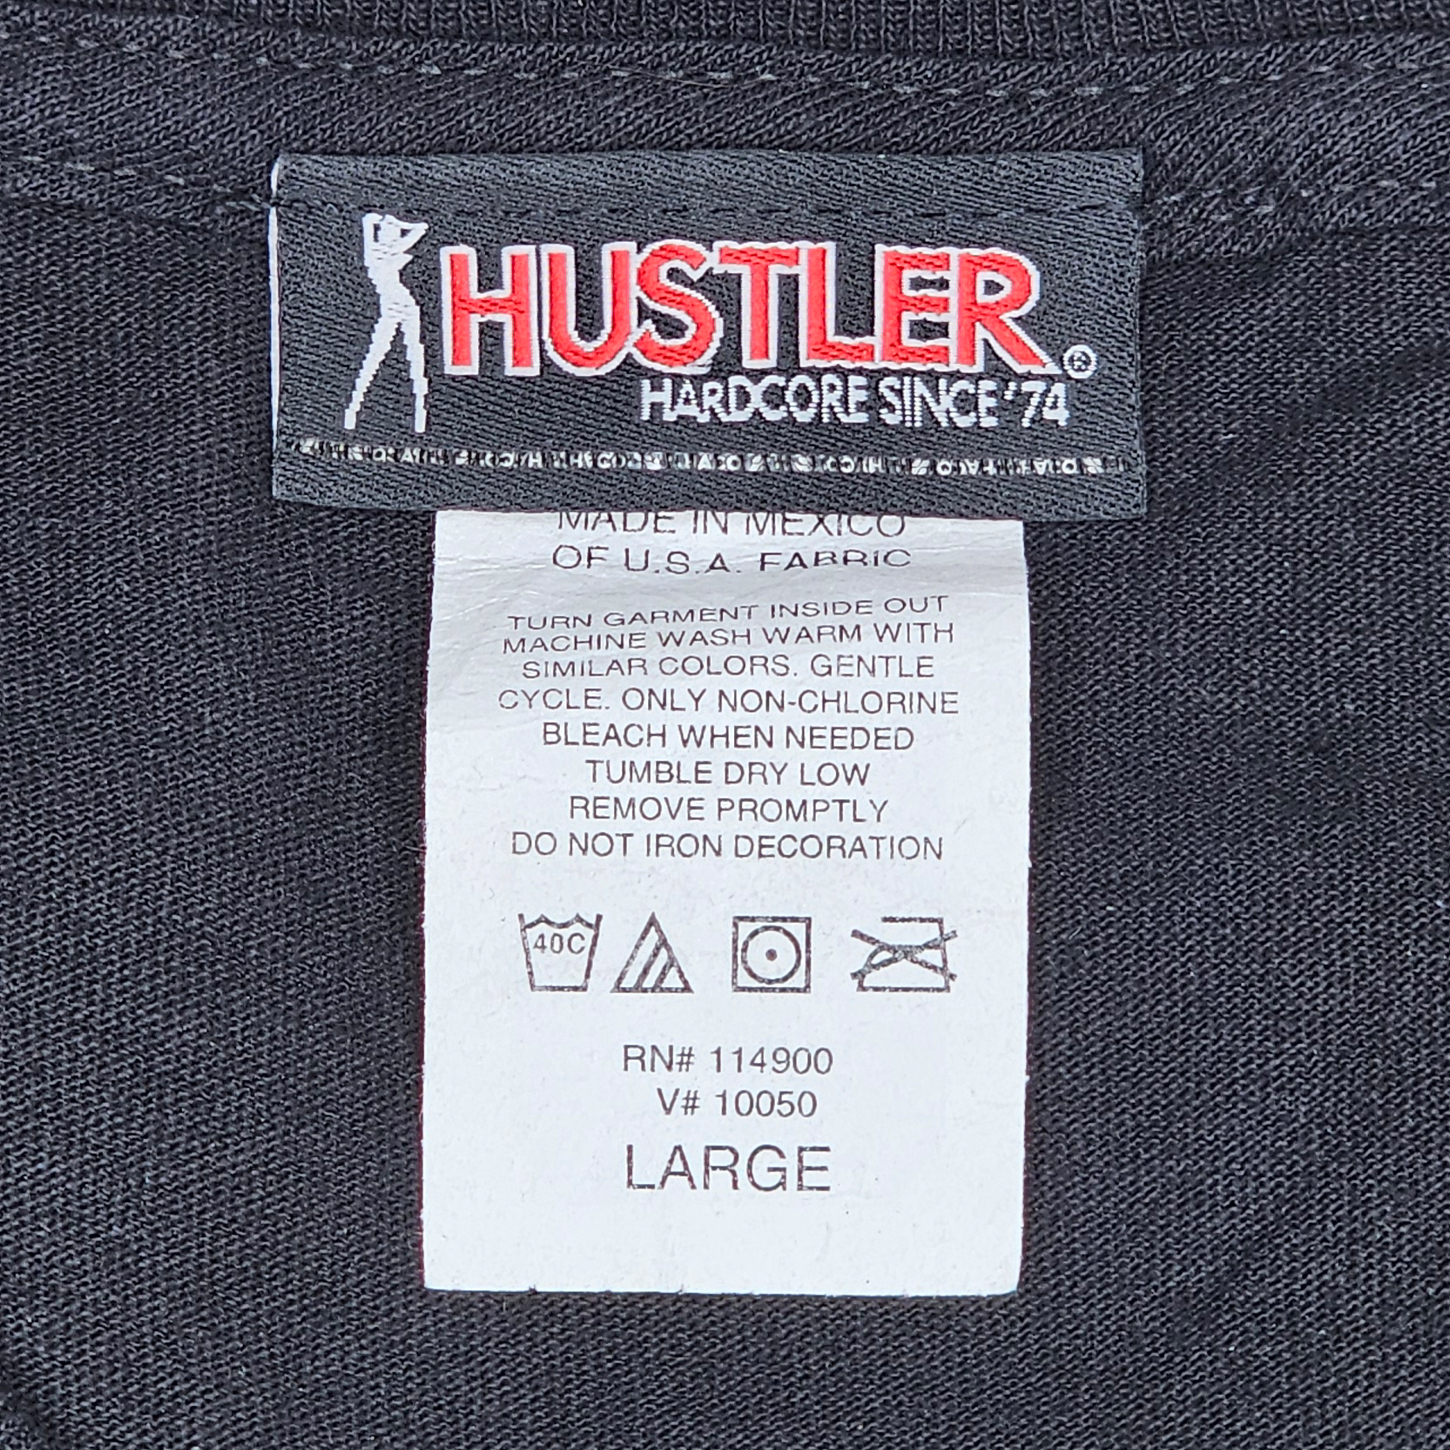 HUSTLER®
HARDCORE SINCE '74
MADE IN MEXICO
OF U.S.A. FABRIC
TURN GARMENT INSIDE OUT
MACHINE WASH WARM WITH
SIMILAR COLORS. GENTLE
CYCLE. ONLY NON-CHLORINE
BLEACH WHEN NEEDED
TUMBLE DRY LOW
REMOVE PROMPTLY
DO NOT IRON DECORATION
40C
RN# 114900
V# 10050
LARGE